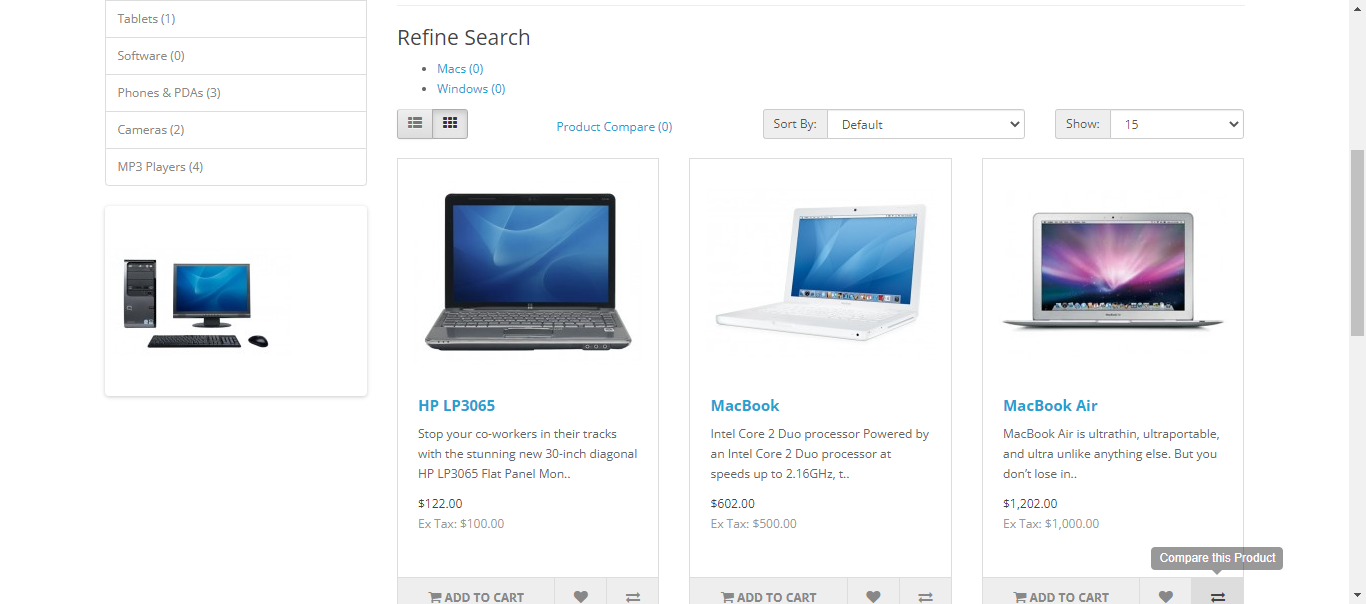 Tablets (1)
Software (0)
Phones & PDAs (3)
Cameras (2)
MP3 Players (4)
Refine Search
Macs (0)
Windows (0)
Product Compare (0)
Sort By:
Default
Show:
15
HP LP3065
Stop your co-workers in their tracks
with the stunning new 30-inch diagonal
HP LP3065 Flat Panel Mon..
$122.00
Ex Tax: $100.00
ADD TO CART
MacBook
Intel Core 2 Duo processor Powered by
an Intel Core 2 Duo processor at
speeds up to 2.16GHz, t..
$602.00
Ex Tax: $500.00
ADD TO CART
MacBook Air
MacBook Air is ultrathin, ultraportable,
and ultra unlike anything else. But you
don’t lose in..
$1,202.00
Ex Tax: $1,000.00
Compare this Product
ADD TO CART